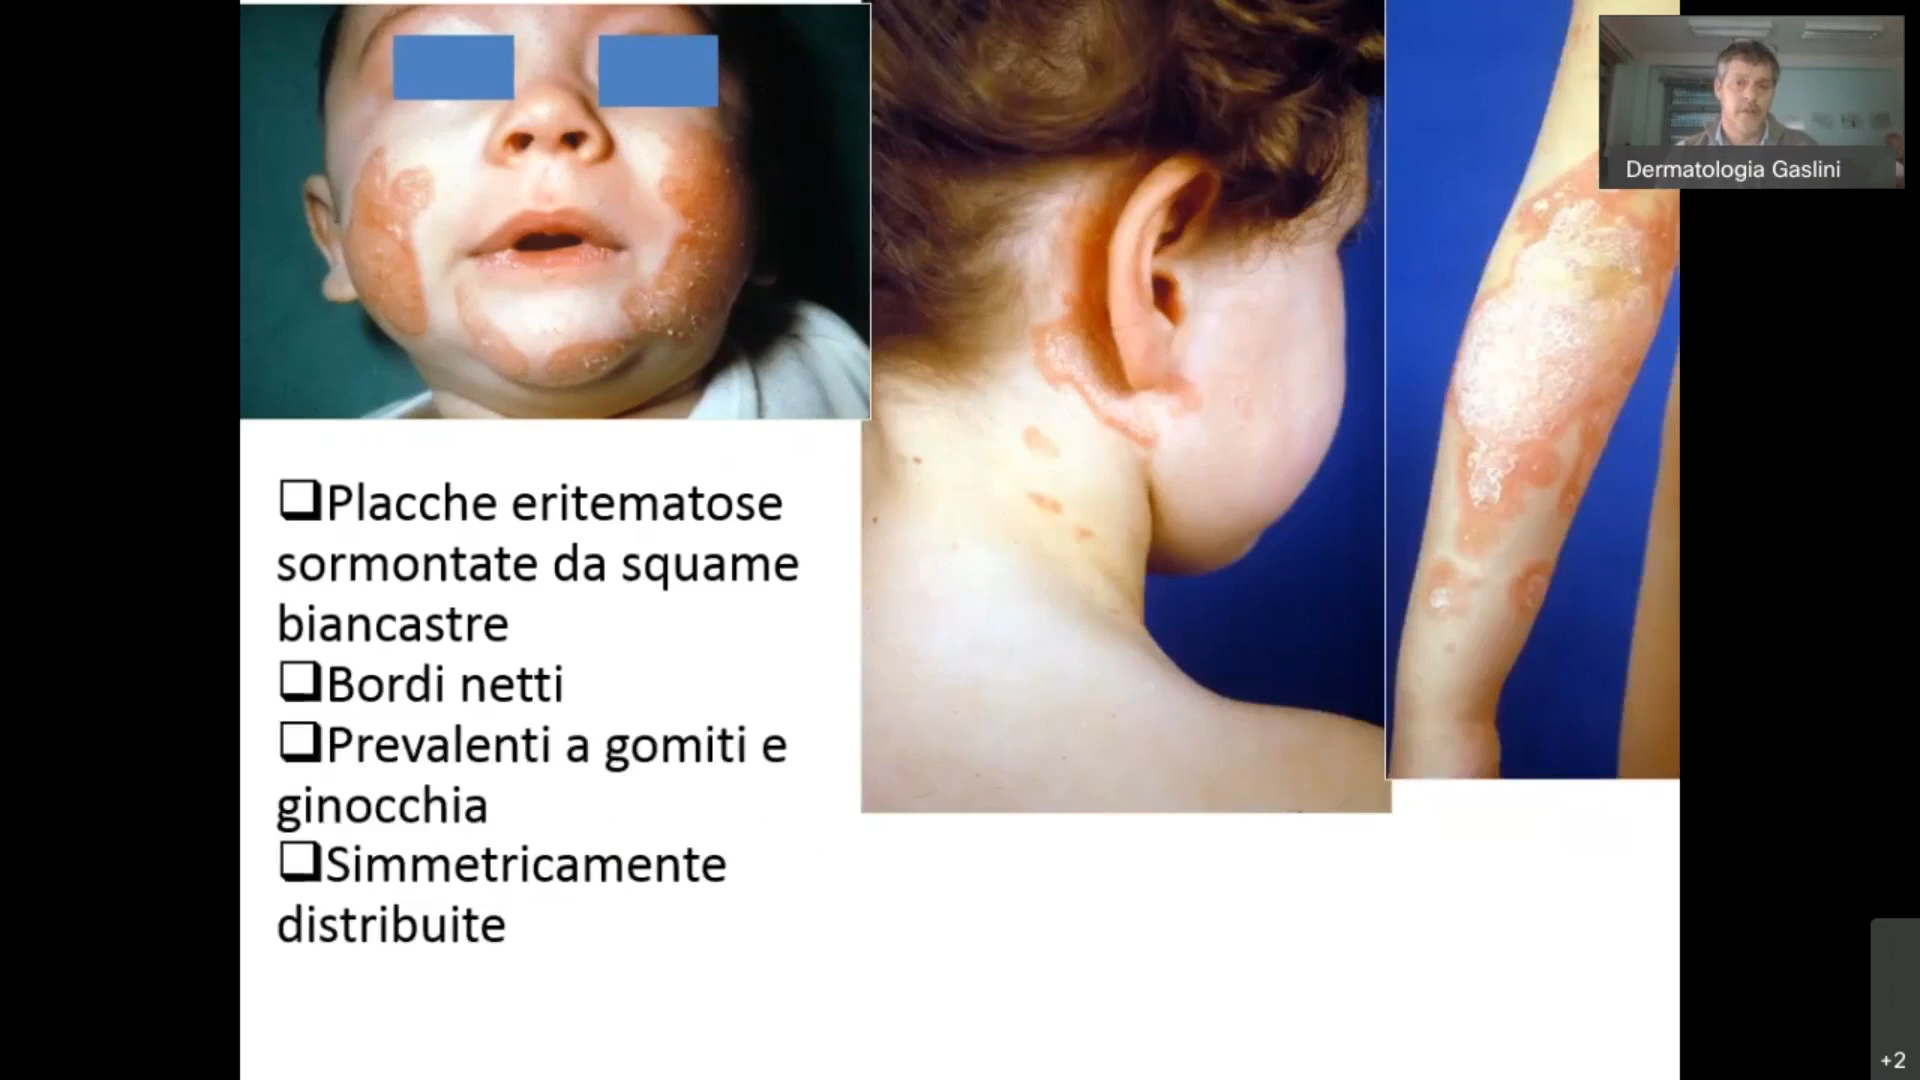 Dermatologia Gaslini
❑Placche eritematose
sormontate da squame
biancastre
❑Bordi netti
❑Prevalenti a gomiti e
ginocchia
❑Simmetricamente
distribuite
+2